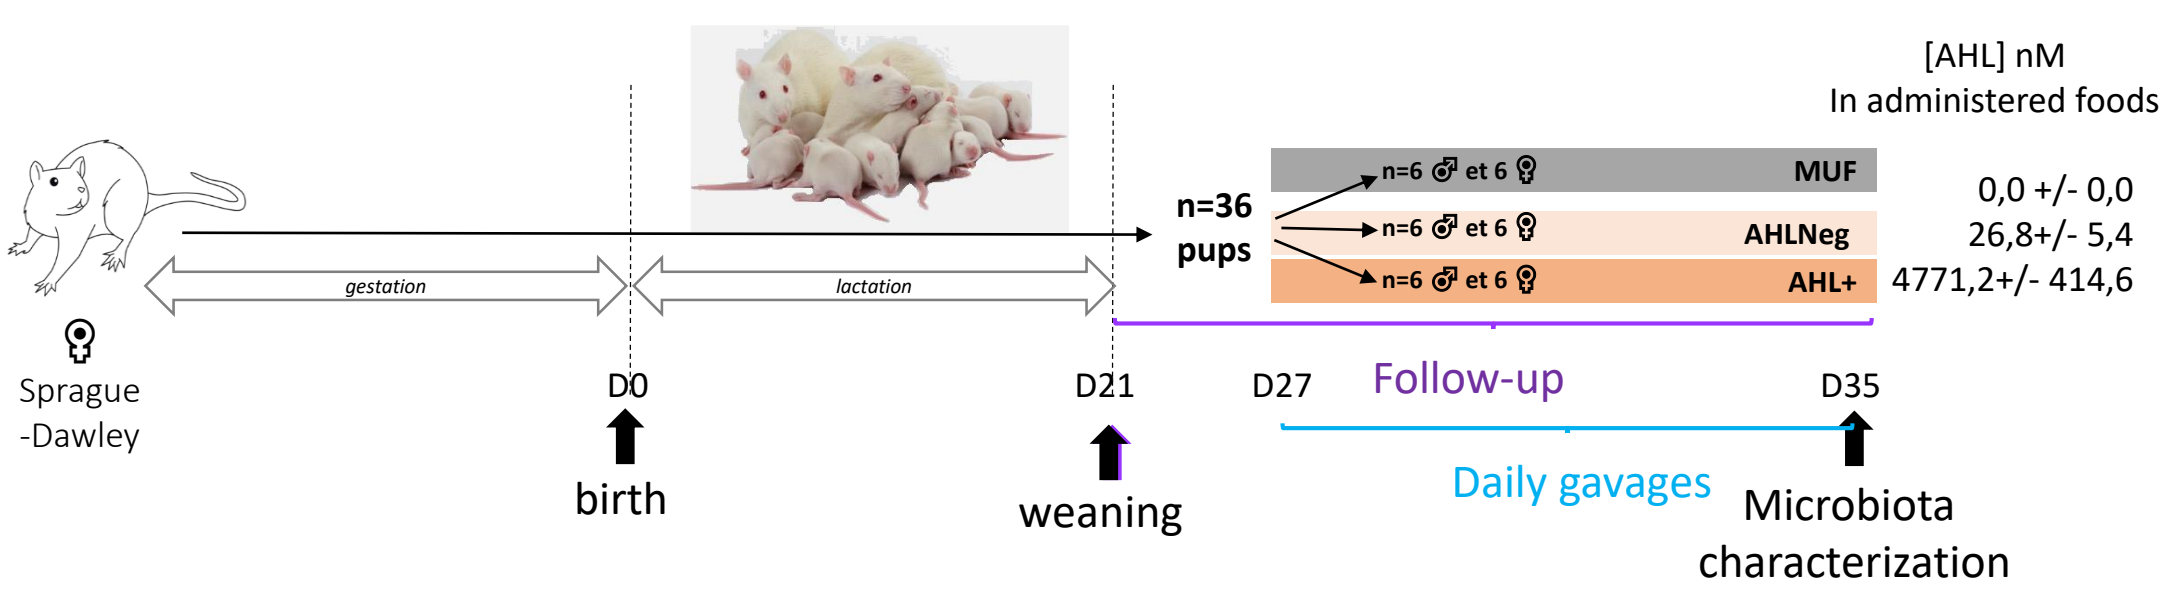 [AHL] nM
In administered foods
n=6 ♂ et 6 ♀ MUF
0,0 +/- 0,0
n=36
pups
n=6 ♂ et 6 ♀ AHLNeg
26,8+/- 5,4
n=6 ♂ et 6 ♀ AHL+
4771,2+/- 414,6
gestation
lactation
Sprague
-Dawley
D0
D21
D27
Follow-up
D35
birth
weaning
Daily gavages
Microbiota
characterization